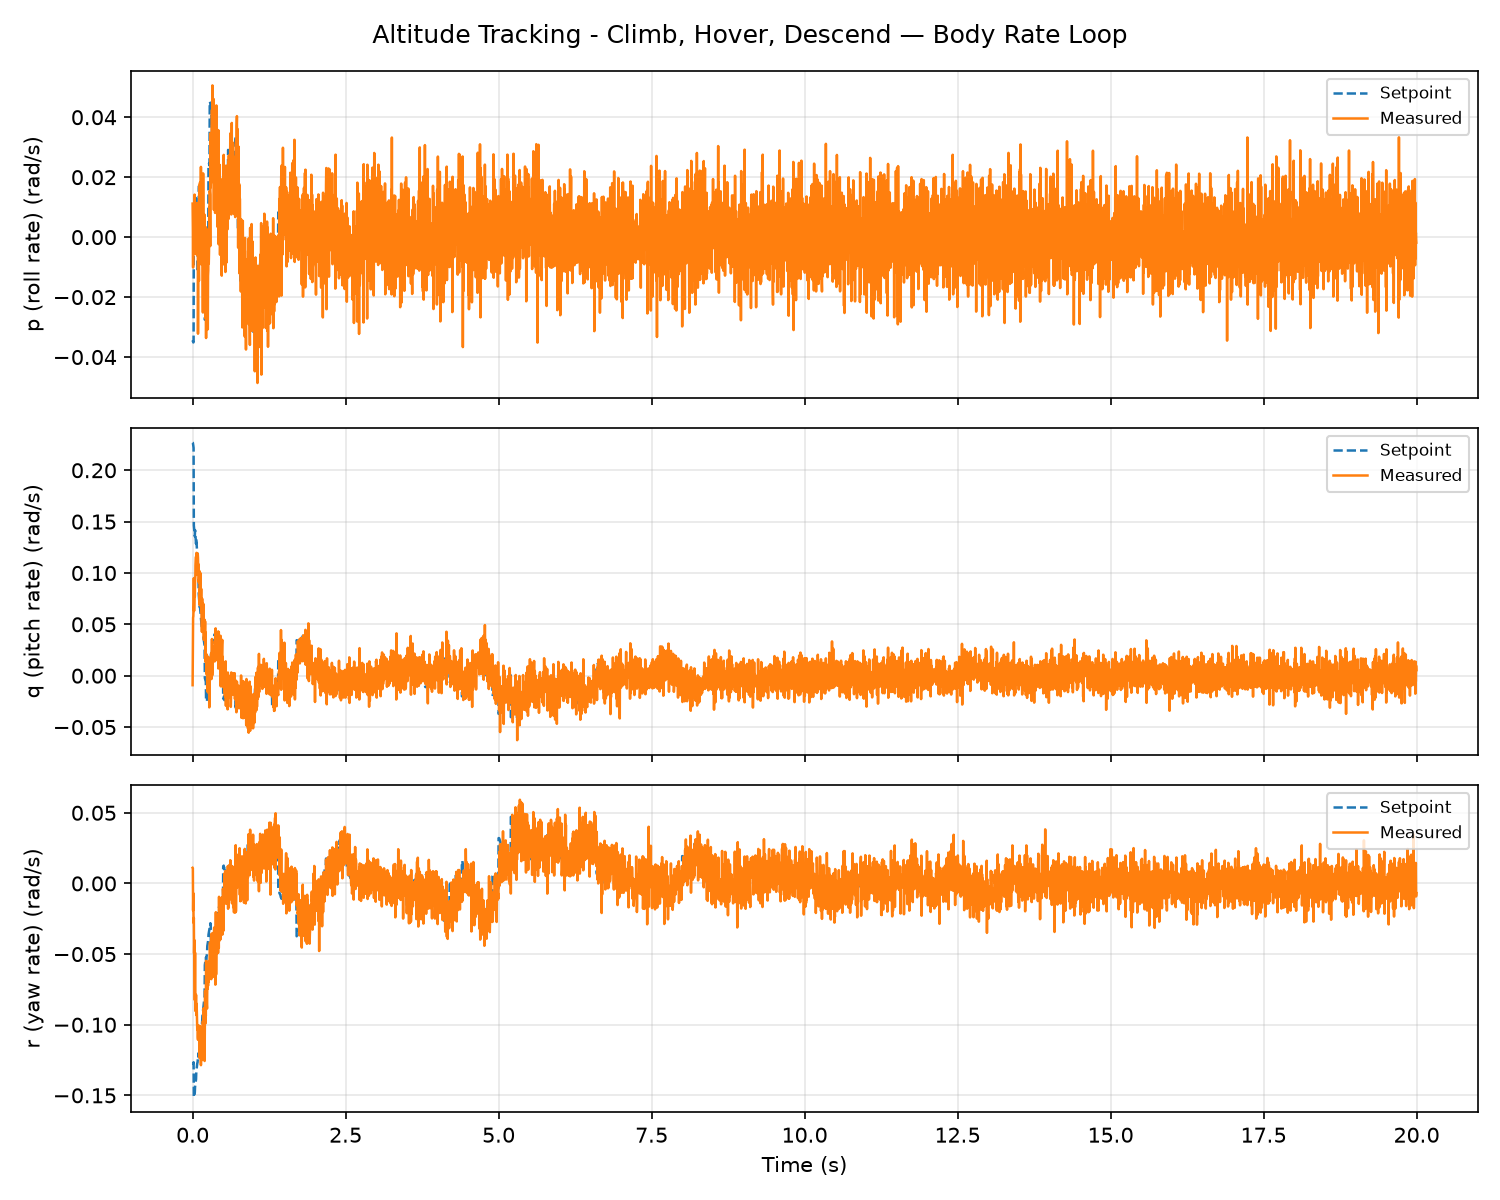 Altitude Tracking - Climb, Hover, Descend — Body Rate Loop
p (roll rate) (rad/s)
0.04
0.02
0.00
−0.02
−0.04
Setpoint
Measured
q (pitch rate) (rad/s)
0.20
0.15
0.10
0.05
0.00
−0.05
Setpoint
Measured
r (yaw rate) (rad/s)
0.05
0.00
−0.05
−0.10
−0.15
Setpoint
Measured
0.0 2.5 5.0 7.5 10.0 12.5 15.0 17.5 20.0
Time (s)